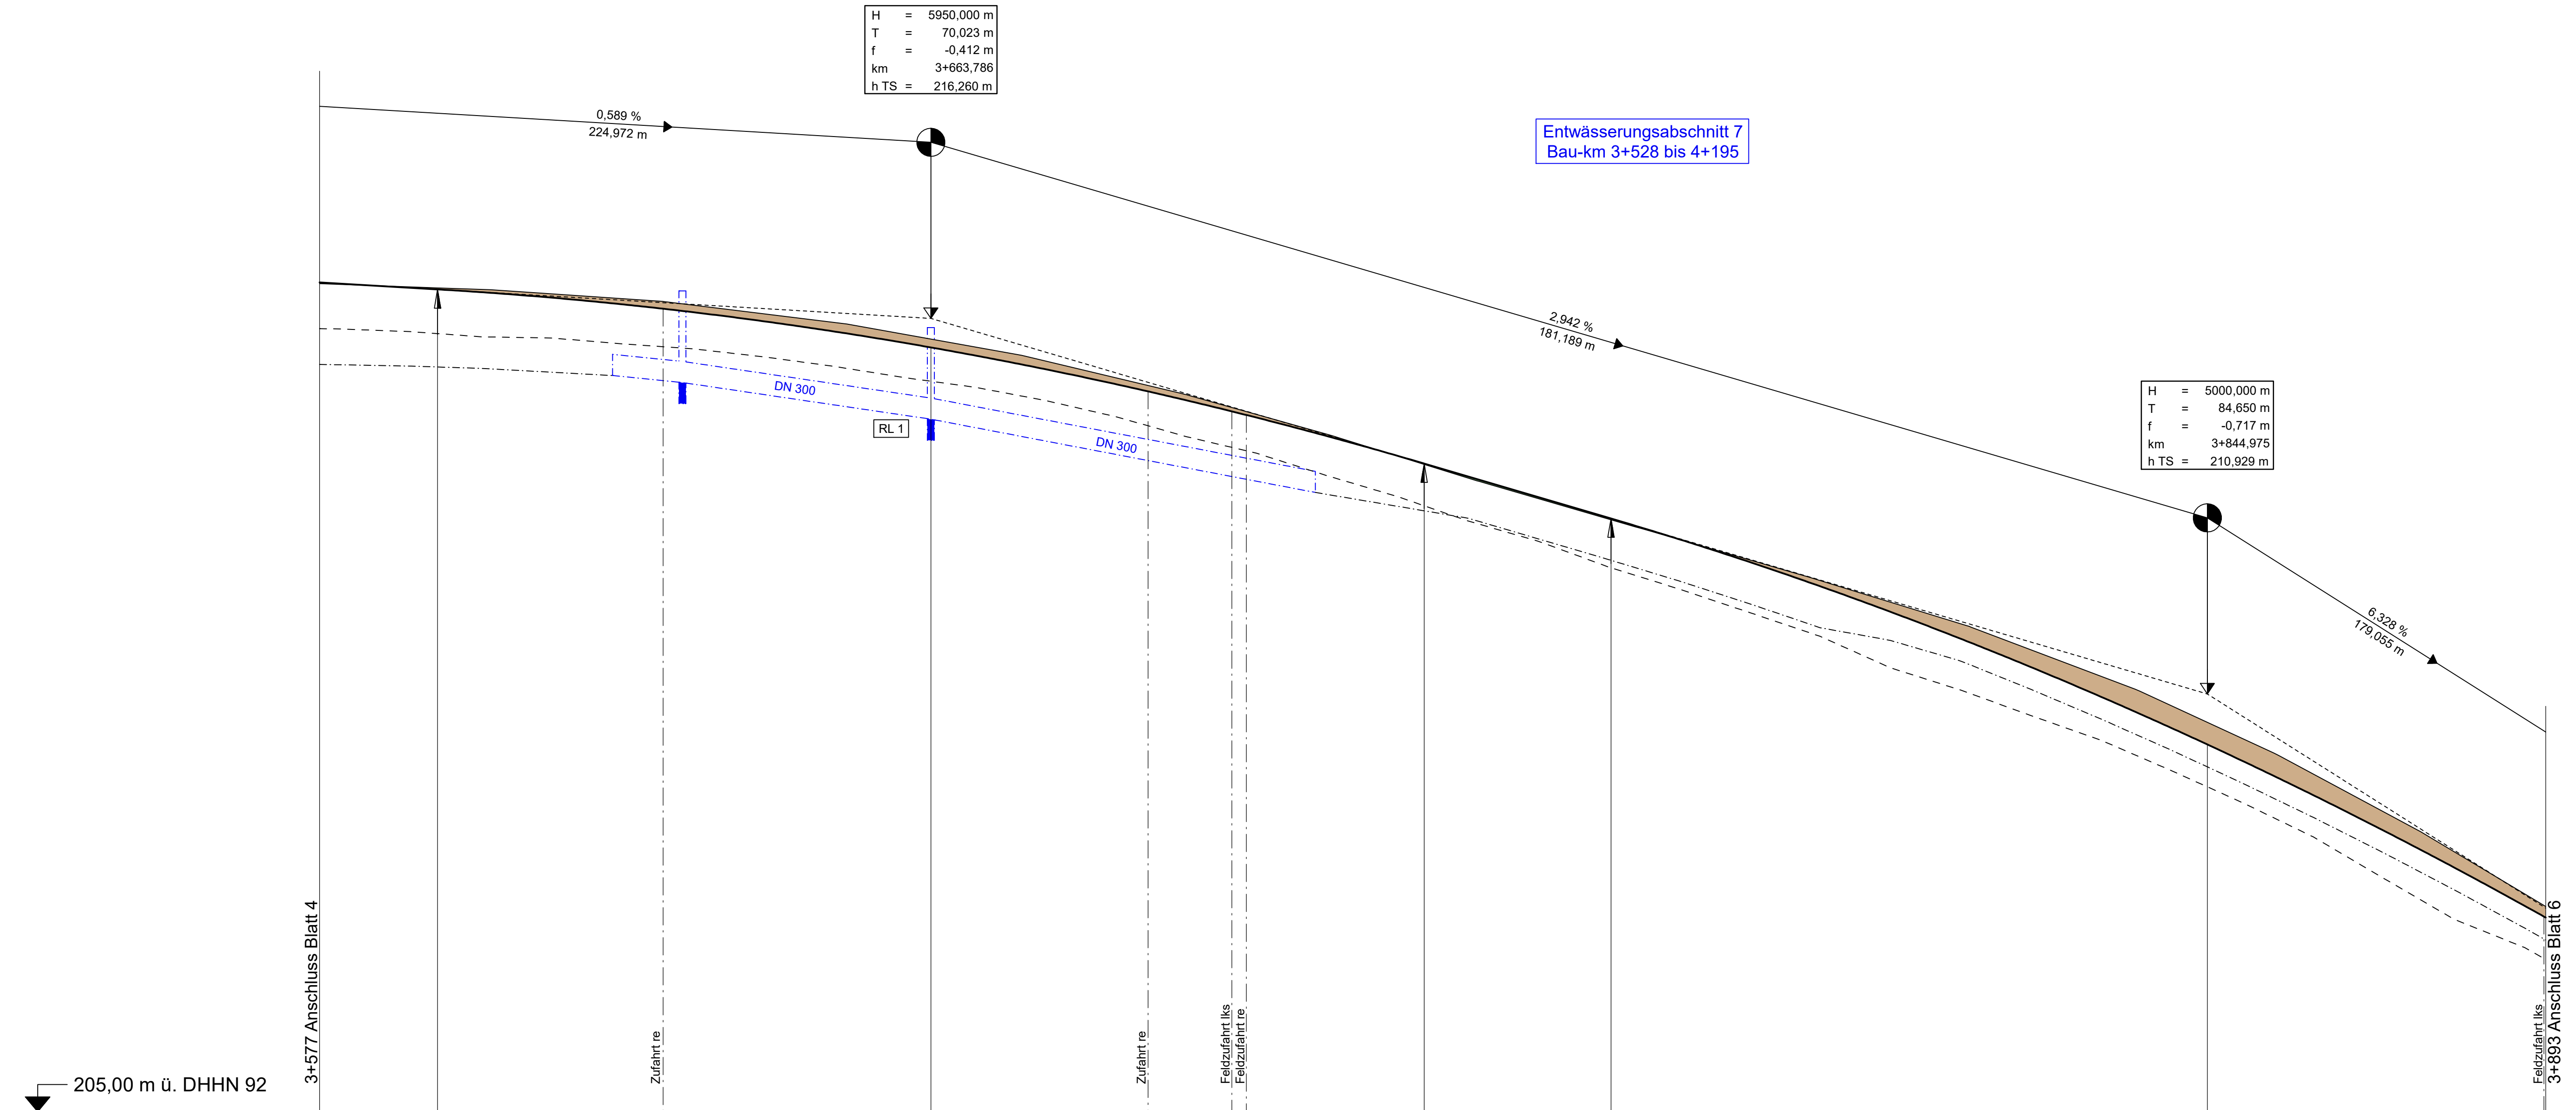 H = 5950,000 m
T = 70,023 m
f = -0,412 m
km 3+663,786
h TS = 216,260 m
0,589 %
224,972 m
Entwässerungsabschnitt 7
Bau-km 3+528 bis 4+195
2,942 %
181,189 m
DN 300
RL 1
DN 300
H = 5000,000 m
T = 84,650 m
f = -0,717 m
km 3+844,975
h TS = 210,929 m
6,328 %
179,055 m
3+577 Anschluss Blatt 4
Zufahrt re
Zufahrt re
Feldzufahrt lks
Feldzufahrt re
Feldzufahrt lks
3+893 Anschluss Blatt 6
205,00 m ü. DHHN 92